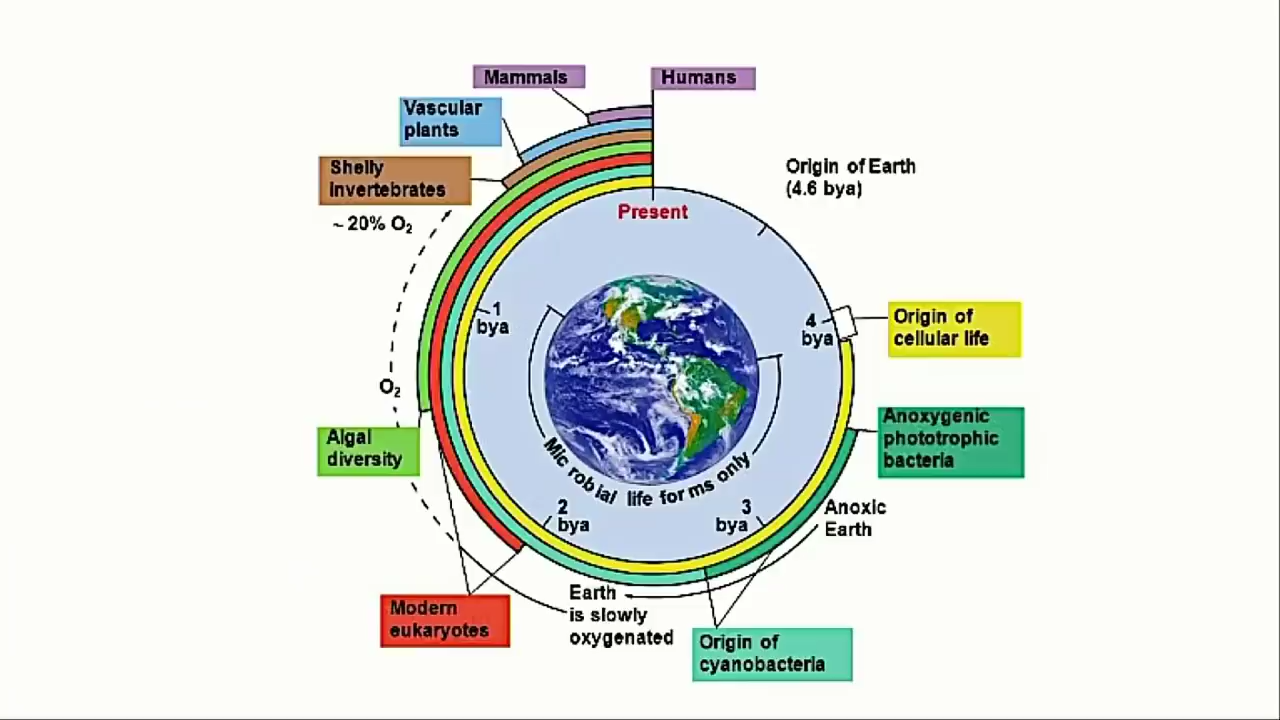 Mammals
Humans
Vascular
plants
Shelly
invertebrates
~ 20% O₂
Origin of Earth
(4.6 bya)
Present
1
bya
4
bya
Origin of
cellular life
O₂
Algal
diversity
Anoxygenic
phototrophic
bacteria
Microbial life forms only
2
bya
3
bya
Anoxic
Earth
Modern
eukaryotes
Earth
is slowly
oxygenated
Origin of
cyanobacteria